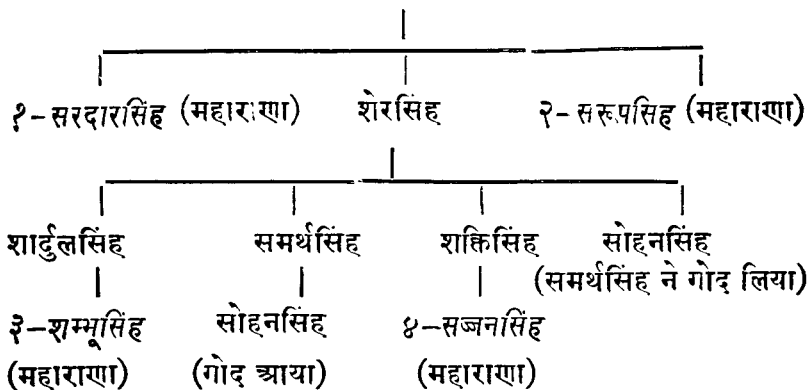 १-सरदारसिंह (महाराणा) शेरसिंह २-सरूपसिंह (महाराणा)
शार्दुलसिंह समर्थसिंह शक्तिसिंह सोहनसिंह
(समर्थसिंह ने गोद लिया)
३-शम्भूसिंह सोहनसिंह ४-सज्जनसिंह
(महाराणा) (गोद आया) (महाराणा)